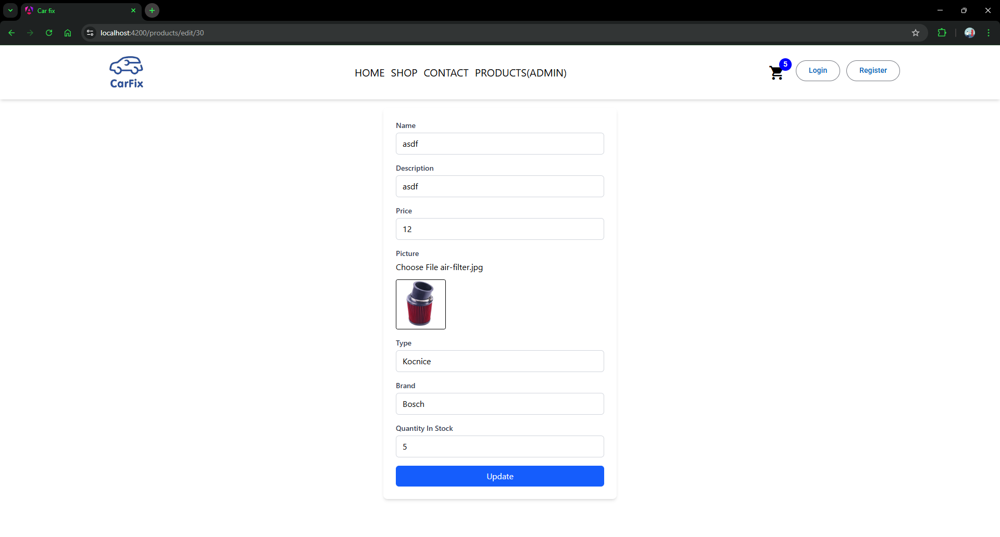 Car fix
localhost:4200/products/edit/30
CarFix
HOME SHOP CONTACT PRODUCTS(ADMIN)
5
Login
Register
Name
asdf
Description
asdf
Price
12
Picture
Choose File air-filter.jpg
Type
Kocnice
Brand
Bosch
Quantity In Stock
5
Update